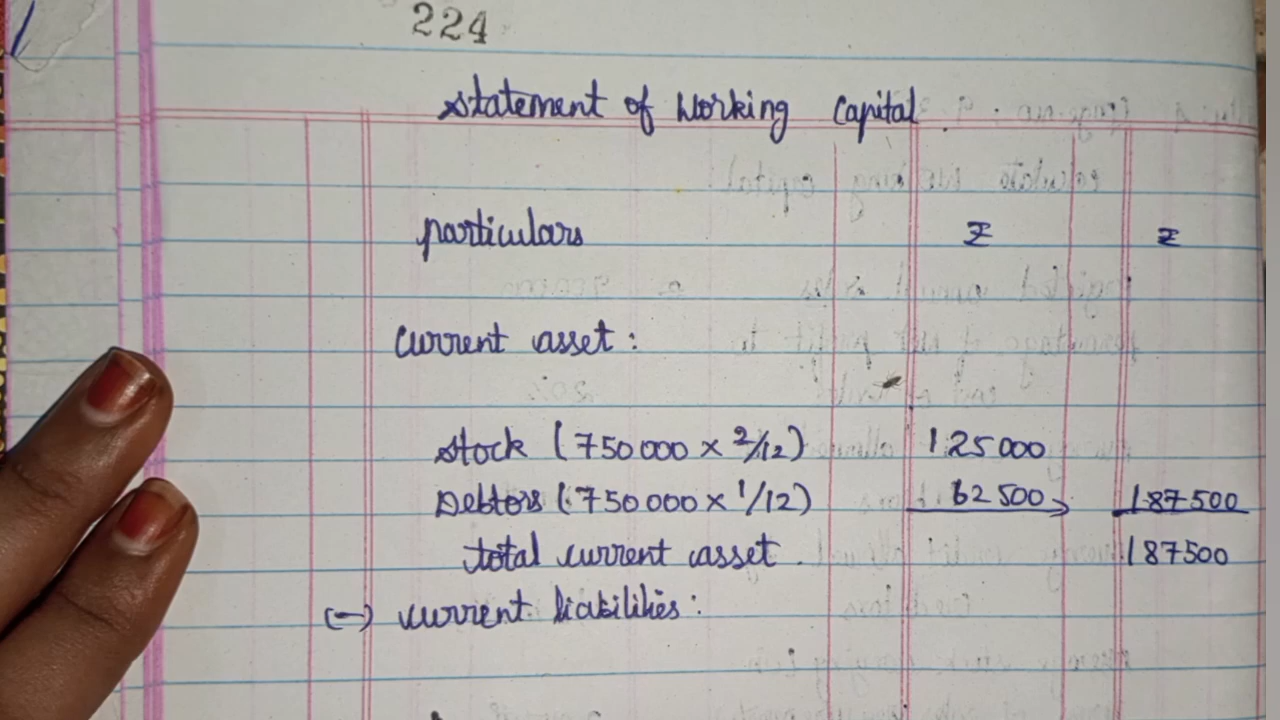 224
Statement of Working Capital
particulars ₹ ₹
Current asset:
Stock (750000 × 2/12) 125000
Debtors (750000 × 1/12) 62500 187500
total current asset 187500
(-) Current liabilities: